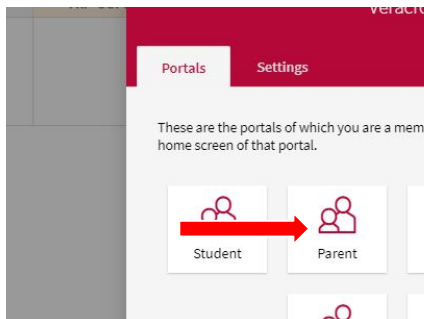 Portals Settings
These are the portals of which you are a mem
home screen of that portal.
Student Parent